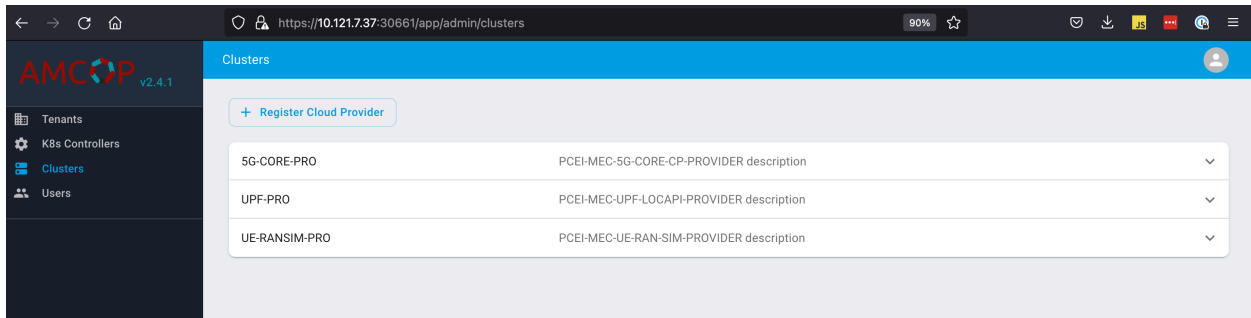 https://10.121.7.37:30661/app/admin/clusters
90%
JS
AMCOP v2.4.1
Clusters
Tenants
K8s Controllers
Clusters
Users
+ Register Cloud Provider
5G-CORE-PRO PCEI-MEC-5G-CORE-CP-PROVIDER description
UPF-PRO PCEI-MEC-UPF-LOCAPI-PROVIDER description
UE-RANSIM-PRO PCEI-MEC-UE-RAN-SIM-PROVIDER description